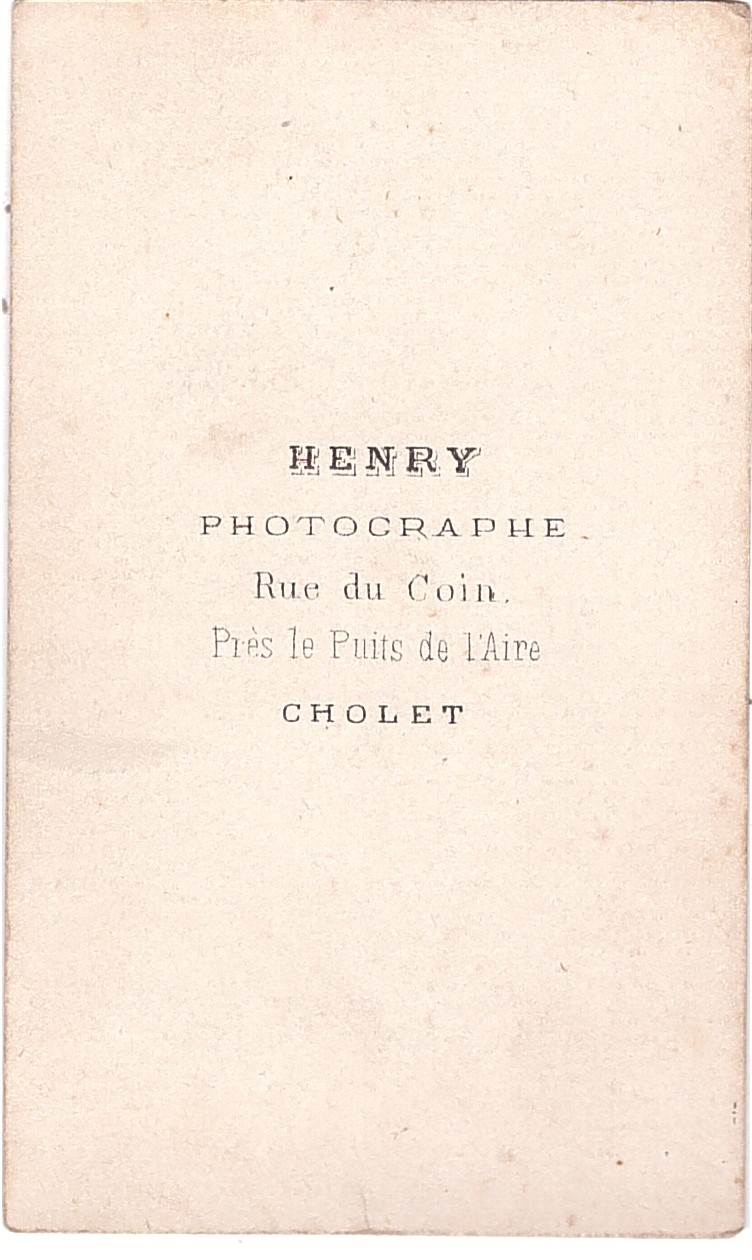 HENRY
PHOTOGRAPHE
Rue du Coin.
Près le Puits de l'Aire
CHOLET